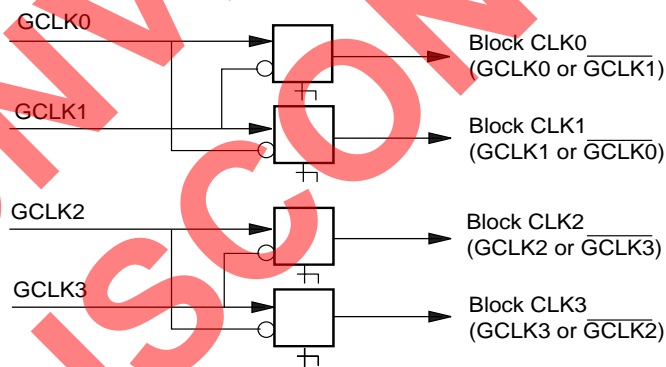 GCLK0
Block CLK0
(GCLK0 or GCLK1)
GCLK1
Block CLK1
(GCLK1 or GCLK0)
GCLK2
Block CLK2
(GCLK2 or GCLK3)
GCLK3
Block CLK3
(GCLK3 or GCLK2)